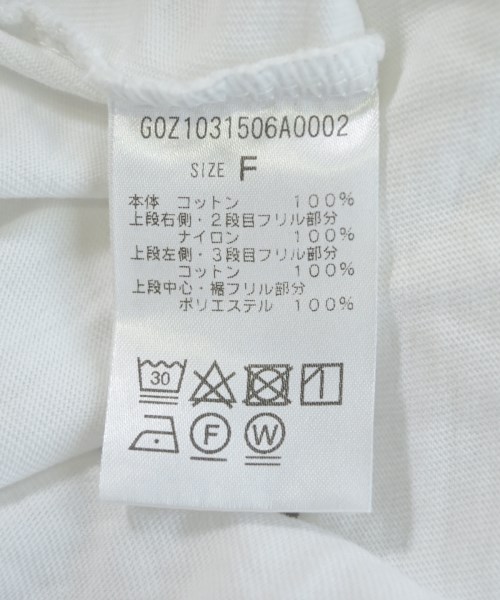 G0Z1031506A0002
SIZE F
本体 コットン 100%
上段右側・2段目フリル部分
ナイロン 100%
上段左側・3段目フリル部分
コットン 100%
上段中心・裾フリル部分
ポリエステル 100%
30
F W